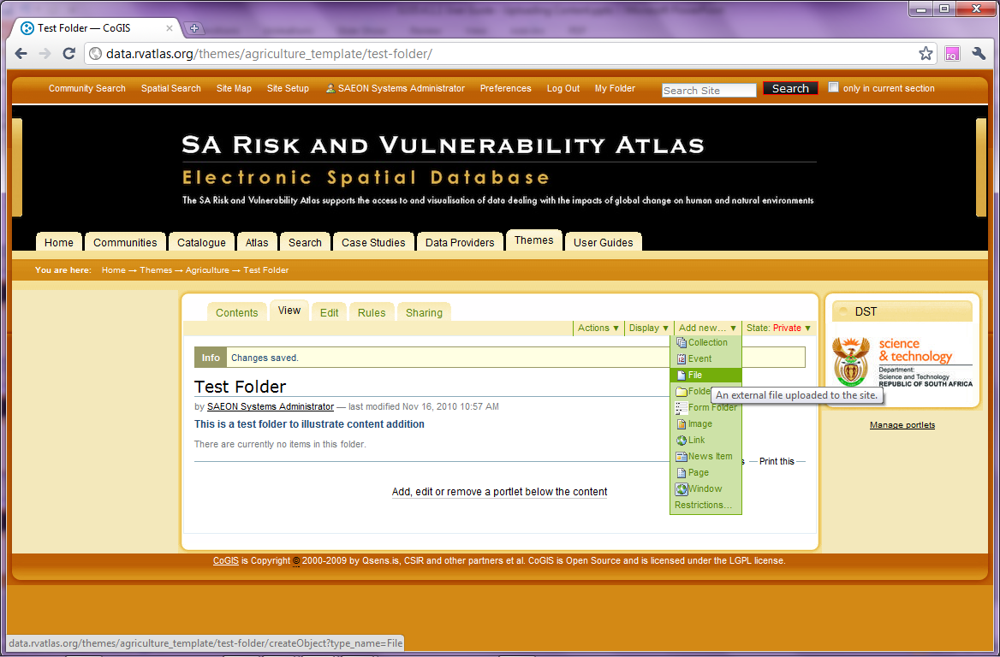 Test Folder — CoGIS
data.rvatlas.org/themes/agriculture_template/test-folder/
FQ
Community Search Spatial Search Site Map Site Setup SAEON Systems Administrator Preferences Log Out My Folder Search Site Search only in current section
SA Risk and Vulnerability Atlas
Electronic Spatial Database
The SA Risk and Vulnerability Atlas supports the access to and visualisation of data dealing with the impacts of global change on human and natural environments
Home Communities Catalogue Atlas Search Case Studies Data Providers Themes User Guides
You are here: Home → Themes → Agriculture → Test Folder
Contents View Edit Rules Sharing
Actions ▼ Display ▼ Add new... ▼ State: Private ▼
Info Changes saved.
Test Folder
by SAEON Systems Administrator — last modified Nov 16, 2010 10:57 AM
This is a test folder to illustrate content addition
There are currently no items in this folder.
— Print this —
Add, edit or remove a portlet below the content
Collection
Event
File
Folde
An external file uploaded to the site.
Form Folder
Image
Link
News Item
Page
Window
Restrictions...
DST
science
& technology
Department:
Science and Technology
REPUBLIC OF SOUTH AFRICA
Manage portlets
CoGIS is Copyright © 2000-2009 by Qsens.is, CSIR and other partners et al. CoGIS is Open Source and is licensed under the LGPL license.
data.rvatlas.org/themes/agriculture_template/test-folder/createObject?type_name=File